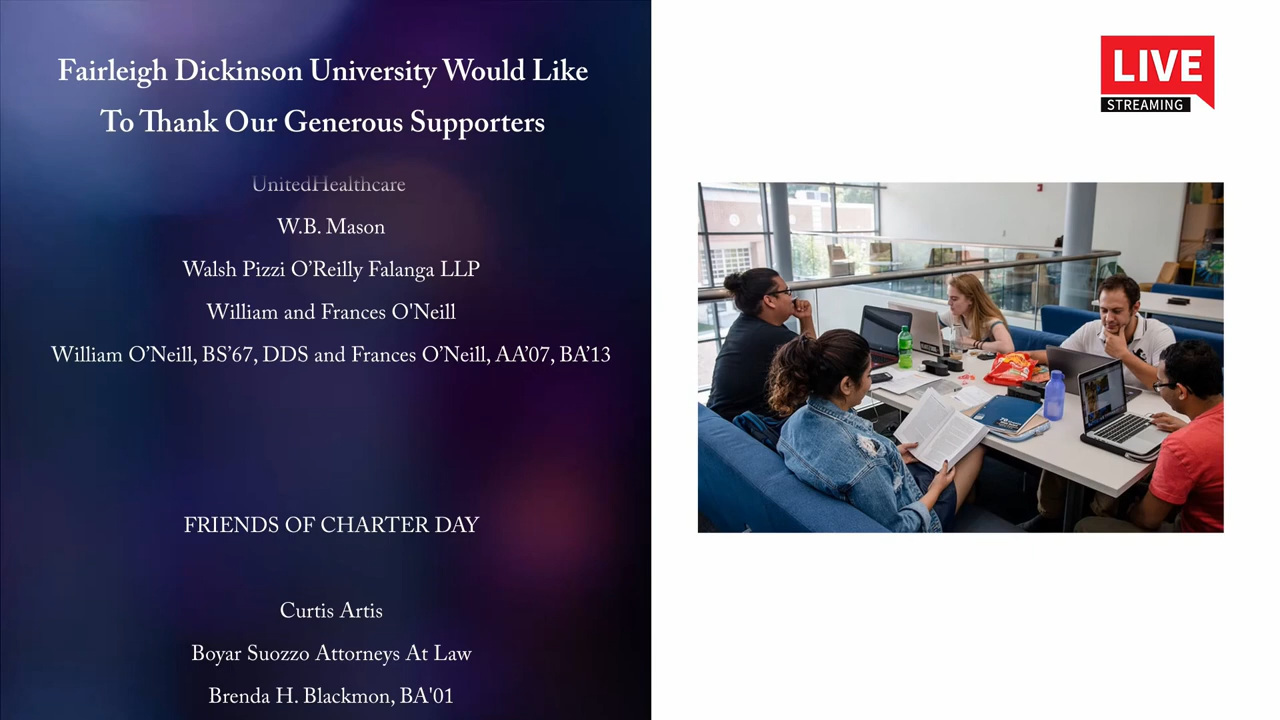 Fairleigh Dickinson University Would Like
To Thank Our Generous Supporters
UnitedHealthcare
W.B. Mason
Walsh Pizzi O’Reilly Falanga LLP
William and Frances O'Neill
William O’Neill, BS’67, DDS and Frances O’Neill, AA’07, BA’13
FRIENDS OF CHARTER DAY
Curtis Artis
Boyar Suozzo Attorneys At Law
Brenda H. Blackmon, BA'01
LIVE
STREAMING